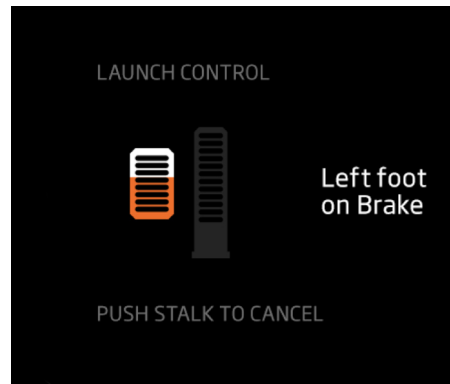 LAUNCH CONTROL
Left foot
on Brake
PUSH STALK TO CANCEL